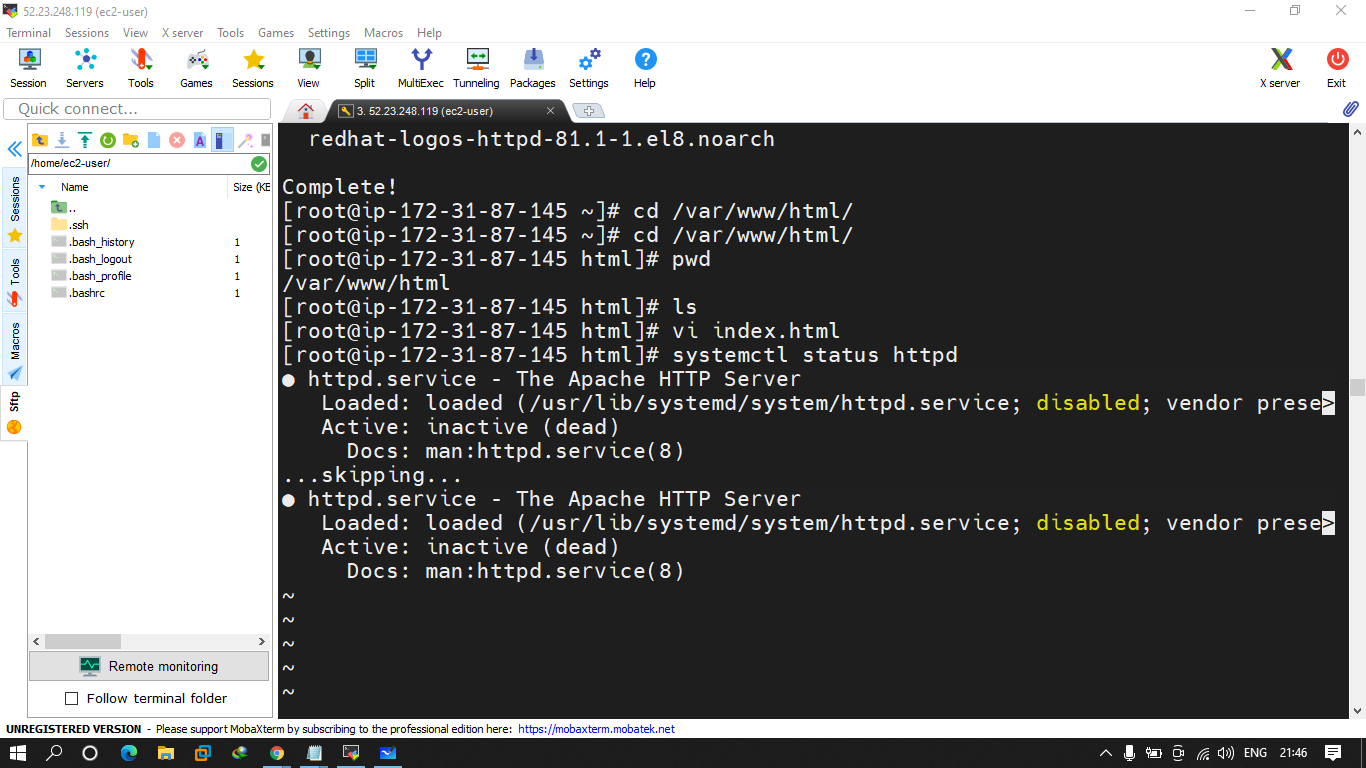 52.23.248.119 (ec2-user)
Terminal Sessions View X server Tools Games Settings Macros Help
Session Servers Tools Games Sessions View Split MultiExec Tunneling Packages Settings Help X server Exit
Quick connect...
3. 52.23.248.119 (ec2-user)
/home/ec2-user/
Name Size (KB
..
.ssh
.bash_history 1
.bash_logout 1
.bash_profile 1
.bashrc 1
Sessions
Tools
Macros
Sftp
Remote monitoring
Follow terminal folder
redhat-logos-httpd-81.1-1.el8.noarch
Complete!
[root@ip-172-31-87-145 ~]# cd /var/www/html/
[root@ip-172-31-87-145 ~]# cd /var/www/html/
[root@ip-172-31-87-145 html]# pwd
/var/www/html
[root@ip-172-31-87-145 html]# ls
[root@ip-172-31-87-145 html]# vi index.html
[root@ip-172-31-87-145 html]# systemctl status httpd
● httpd.service - The Apache HTTP Server
Loaded: loaded (/usr/lib/systemd/system/httpd.service; disabled; vendor prese>
Active: inactive (dead)
Docs: man:httpd.service(8)
...skipping...
● httpd.service - The Apache HTTP Server
Loaded: loaded (/usr/lib/systemd/system/httpd.service; disabled; vendor prese>
Active: inactive (dead)
Docs: man:httpd.service(8)
~
~
~
~
~
UNREGISTERED VERSION - Please support MobaXterm by subscribing to the professional edition here: https://mobaxterm.mobatek.net
ENG 21:46